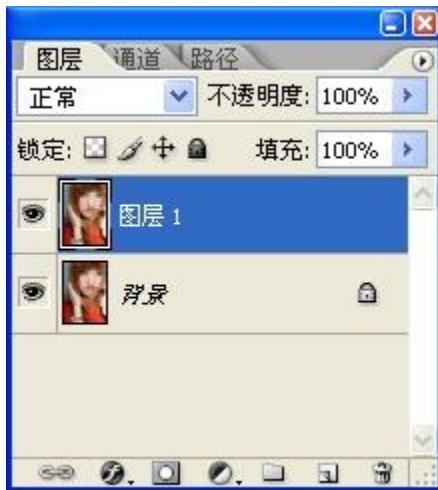 图层 通道 路径
正常 不透明度: 100%
锁定: 填充: 100%
图层 1
背景